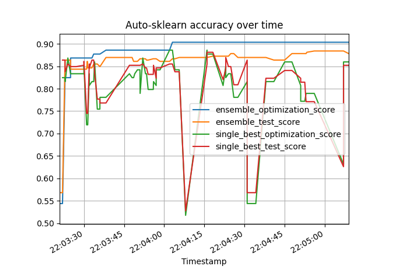 Auto-sklearn accuracy over time
0.90
0.85
0.80
0.75
0.70
0.65
0.60
0.55
0.50
ensemble_optimization_score
ensemble_test_score
single_best_optimization_score
single_best_test_score
22:03:30
22:03:45
22:04:00
22:04:15
22:04:30
22:04:45
22:05:00
Timestamp